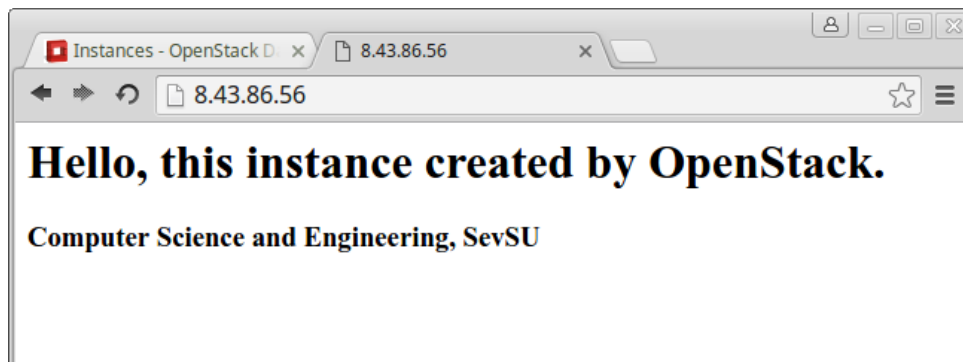 Instances - OpenStack D
8.43.86.56
8.43.86.56
Hello, this instance created by OpenStack.
Computer Science and Engineering, SevSU